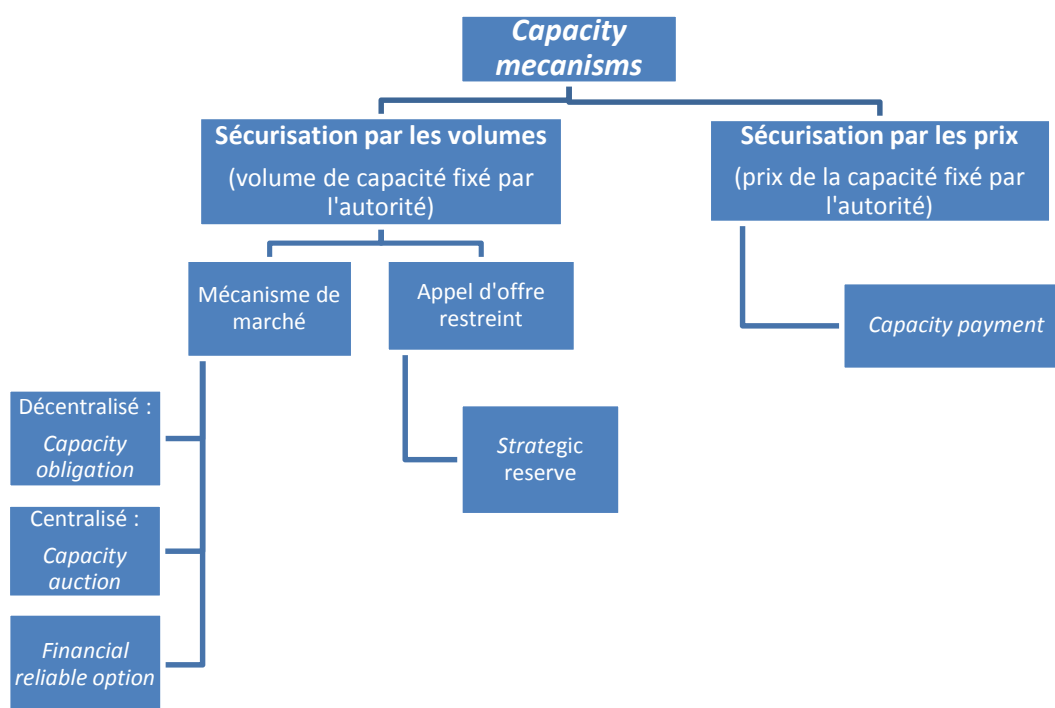 Capacity
mecanisms
Sécurisation par les volumes
(volume de capacité fixé par
l'autorité)
Sécurisation par les prix
(prix de la capacité fixé par
l'autorité)
Mécanisme de
marché
Appel d'offre
restreint
Capacity payment
Décentralisé :
Capacity
obligation
Strategic
reserve
Centralisé :
Capacity
auction
Financial
reliable option